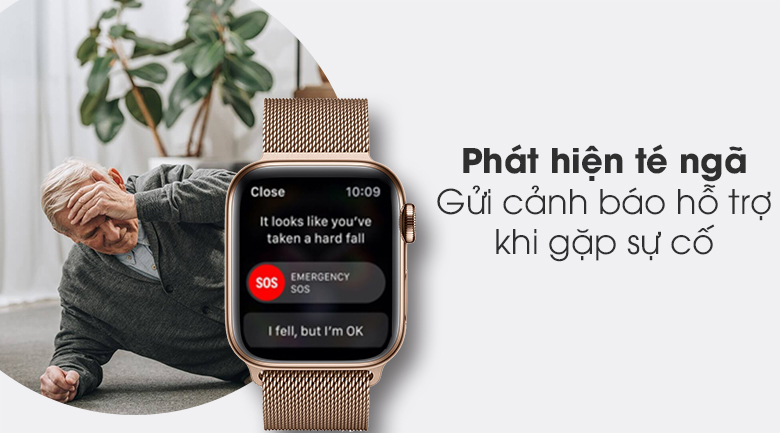 Close 10:09
It looks like you've
taken a hard fall
SOS EMERGENCY
SOS
I fell, but I'm OK
Phát hiện té ngã
Gửi cảnh báo hỗ trợ
khi gặp sự cố